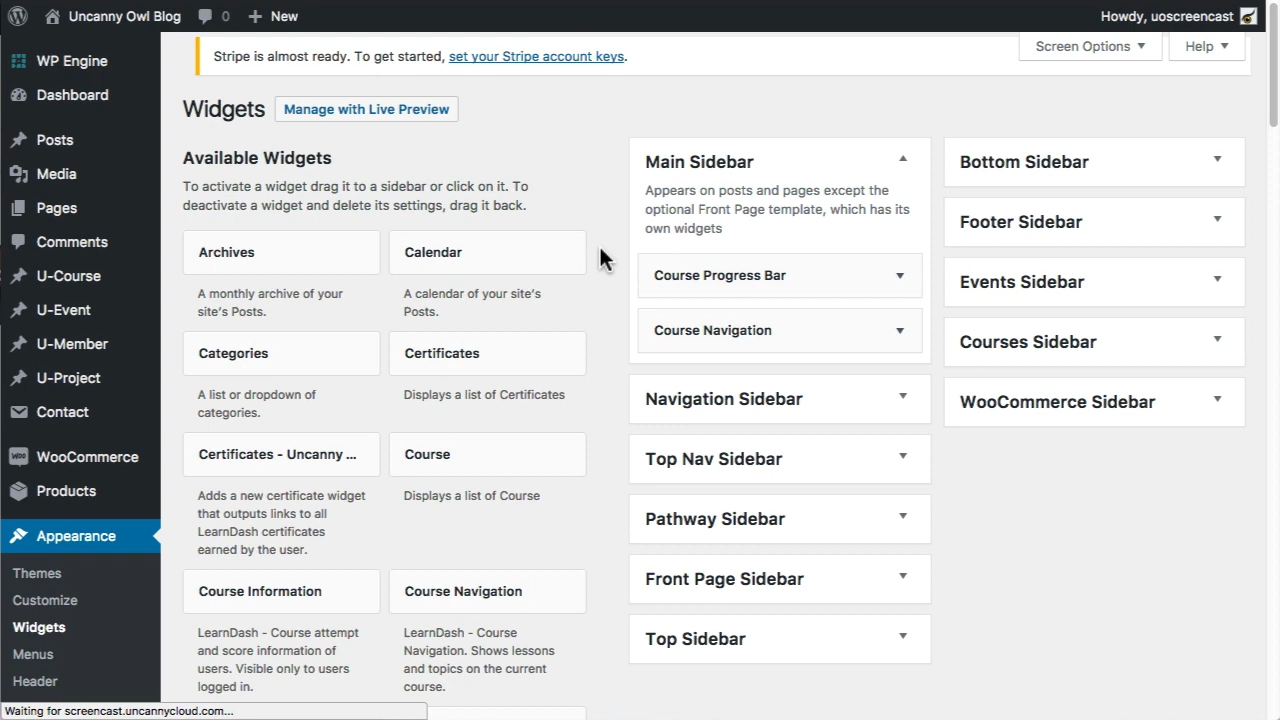 Uncanny Owl Blog
0
New
Howdy, uoscreencast
WP Engine
Dashboard
Posts
Media
Pages
Comments
U-Course
U-Event
U-Member
U-Project
Contact
WooCommerce
Products
Appearance
Themes
Customize
Widgets
Menus
Header
Stripe is almost ready. To get started, set your Stripe account keys.
Screen Options
Help
Widgets
Manage with Live Preview
Available Widgets
To activate a widget drag it to a sidebar or click on it. To
deactivate a widget and delete its settings, drag it back.
Archives
A monthly archive of your
site's Posts.
Calendar
A calendar of your site's
Posts.
Categories
A list or dropdown of
categories.
Certificates
Displays a list of Certificates
Certificates - Uncanny ...
Adds a new certificate widget
that outputs links to all
LearnDash certificates
earned by the user.
Course
Displays a list of Course
Course Information
LearnDash - Course attempt
and score information of
users. Visible only to users
logged in.
Course Navigation
LearnDash - Course
Navigation. Shows lessons
and topics on the current
course.
Main Sidebar
Appears on posts and pages except the
optional Front Page template, which has its
own widgets
Course Progress Bar
Course Navigation
Navigation Sidebar
Top Nav Sidebar
Pathway Sidebar
Front Page Sidebar
Top Sidebar
Bottom Sidebar
Footer Sidebar
Events Sidebar
Courses Sidebar
WooCommerce Sidebar
Waiting for screencast.uncannycloud.com...